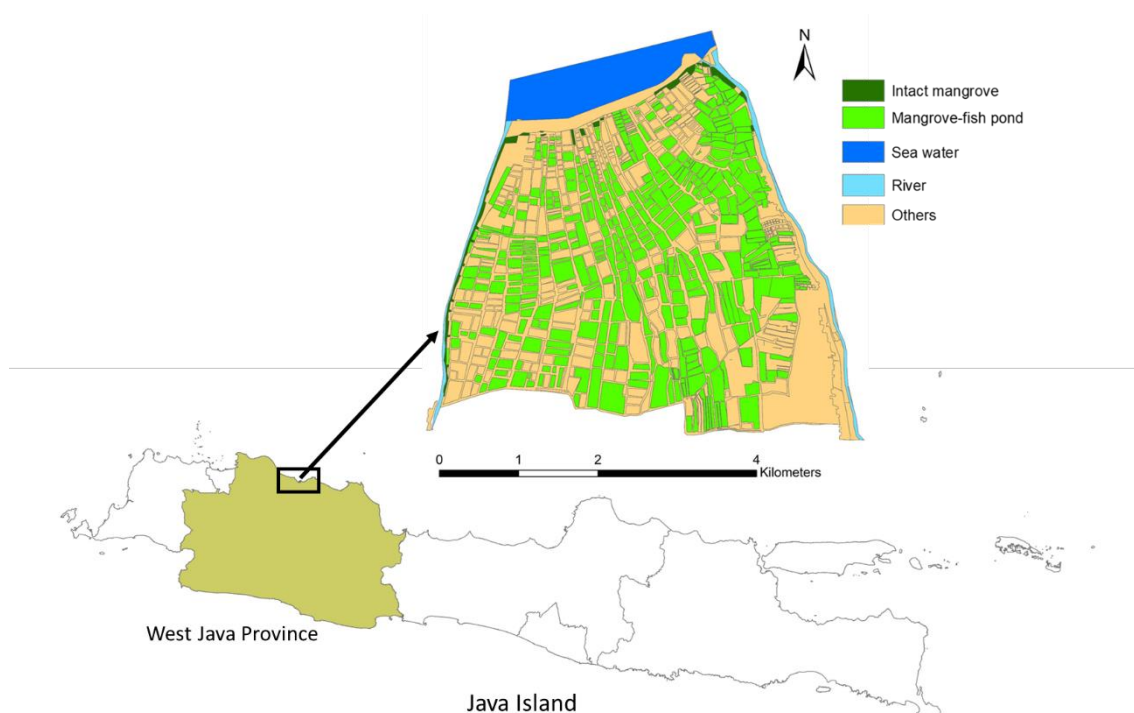 N
Intact mangrove
Mangrove-fish pond
Sea water
River
Others
0 1 2 4
Kilometers
West Java Province
Java Island